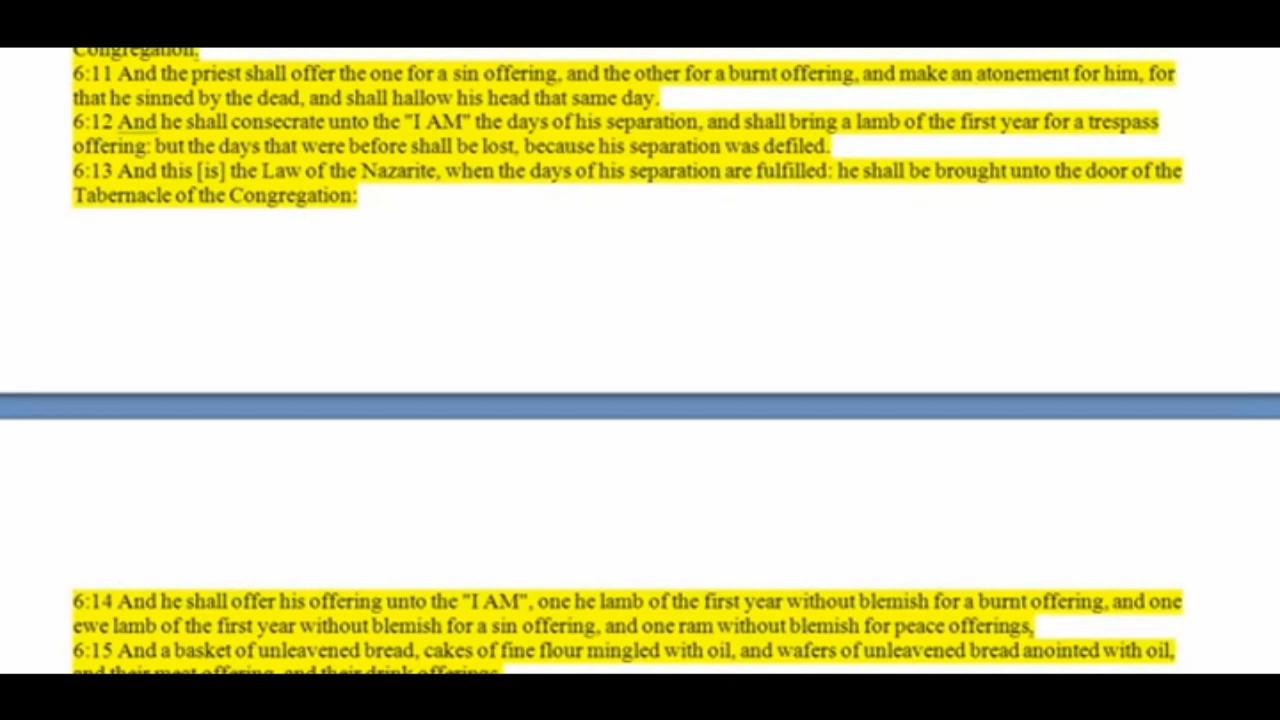 Congregation,
6:11 And the priest shall offer the one for a sin offering, and the other for a burnt offering, and make an atonement for him, for
that he sinned by the dead, and shall hallow his head that same day.
6:12 And he shall consecrate unto the "I AM" the days of his separation, and shall bring a lamb of the first year for a trespass
offering: but the days that were before shall be lost, because his separation was defiled.
6:13 And this [is] the Law of the Nazarite, when the days of his separation are fulfilled: he shall be brought unto the door of the
Tabernacle of the Congregation:
6:14 And he shall offer his offering unto the "I AM", one he lamb of the first year without blemish for a burnt offering, and one
ewe lamb of the first year without blemish for a sin offering, and one ram without blemish for peace offerings,
6:15 And a basket of unleavened bread, cakes of fine flour mingled with oil, and wafers of unleavened bread anointed with oil,
and their meat offering, and their drink offerings.